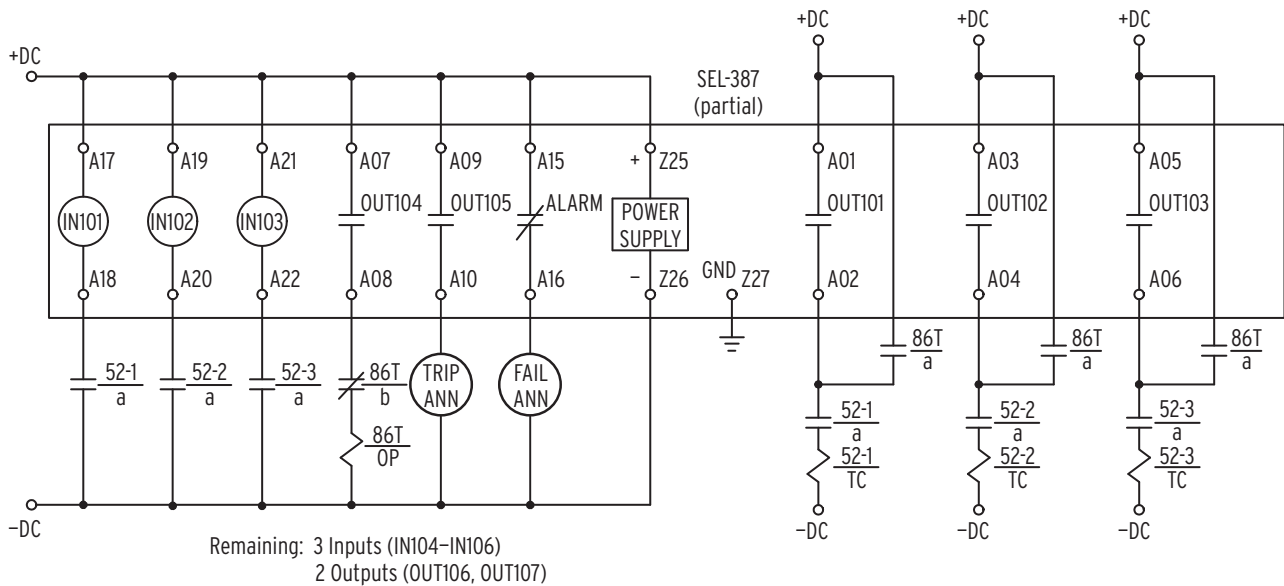 +DC +DC +DC
+DC
SEL-387
(partial)
A17 A19 A21 A07 A09 A15 + Z25 A01 A03 A05
IN101 IN102 IN103 OUT104 OUT105 ALARM POWER SUPPLY OUT101 OUT102 OUT103
A18 A20 A22 A08 A10 A16 − Z26 GND Z27 A02 A04 A06
86T 86T 86T
a a a
52-1 52-2 52-3 86T TRIP FAIL
a a a b ANN ANN
52-1 52-2 52-3
a a a
86T
OP
52-1 52-2 52-3
TC TC TC
−DC −DC −DC −DC
Remaining: 3 Inputs (IN104–IN106)
2 Outputs (OUT106, OUT107)